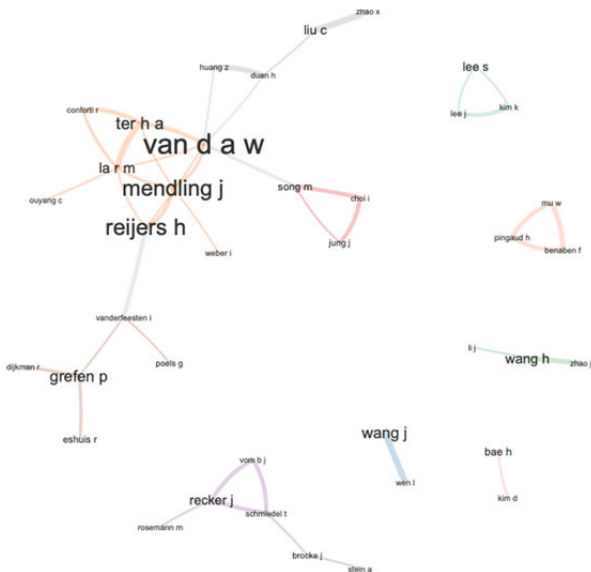 zhao x
liu c
huang z
duan h
lee s
lee j
kim k
conforti r
ter h a
van d a w
la r m
mendling j
ouyang c
song m
choi i
jung j
mu w
pingaud h
benaben f
reijers h
weber i
vanderfeesten i
li j
wang h
zhao j
dijkman r
grefen p
poels g
eshuis r
wang j
wen l
bae h
kim d
vom b j
recker j
schmiedel t
rosemann m
brocke j
stein a